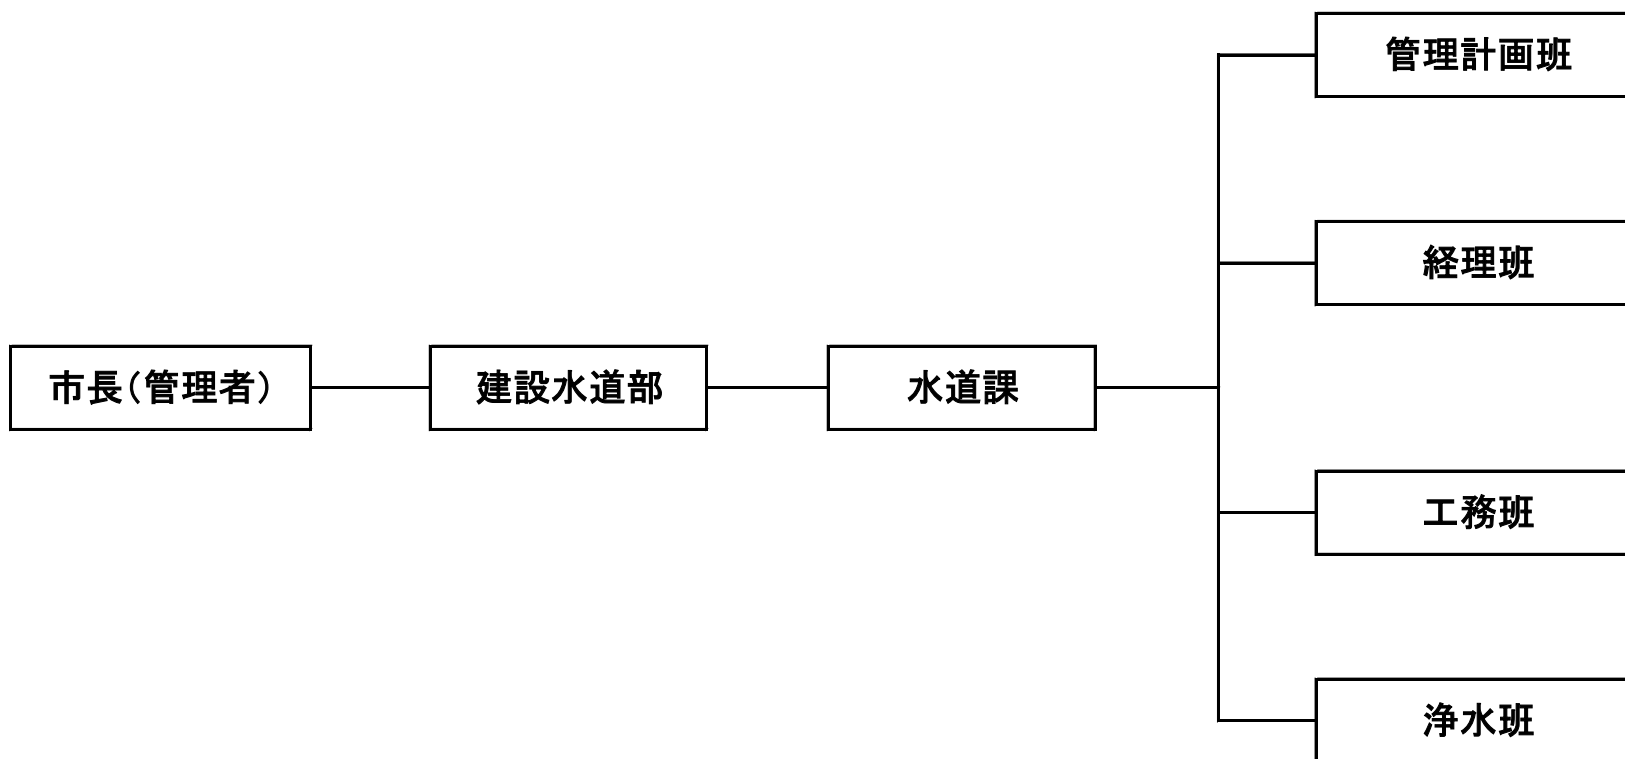 管理計画班
経理班
市長(管理者)
建設水道部
水道課
工務班
浄水班